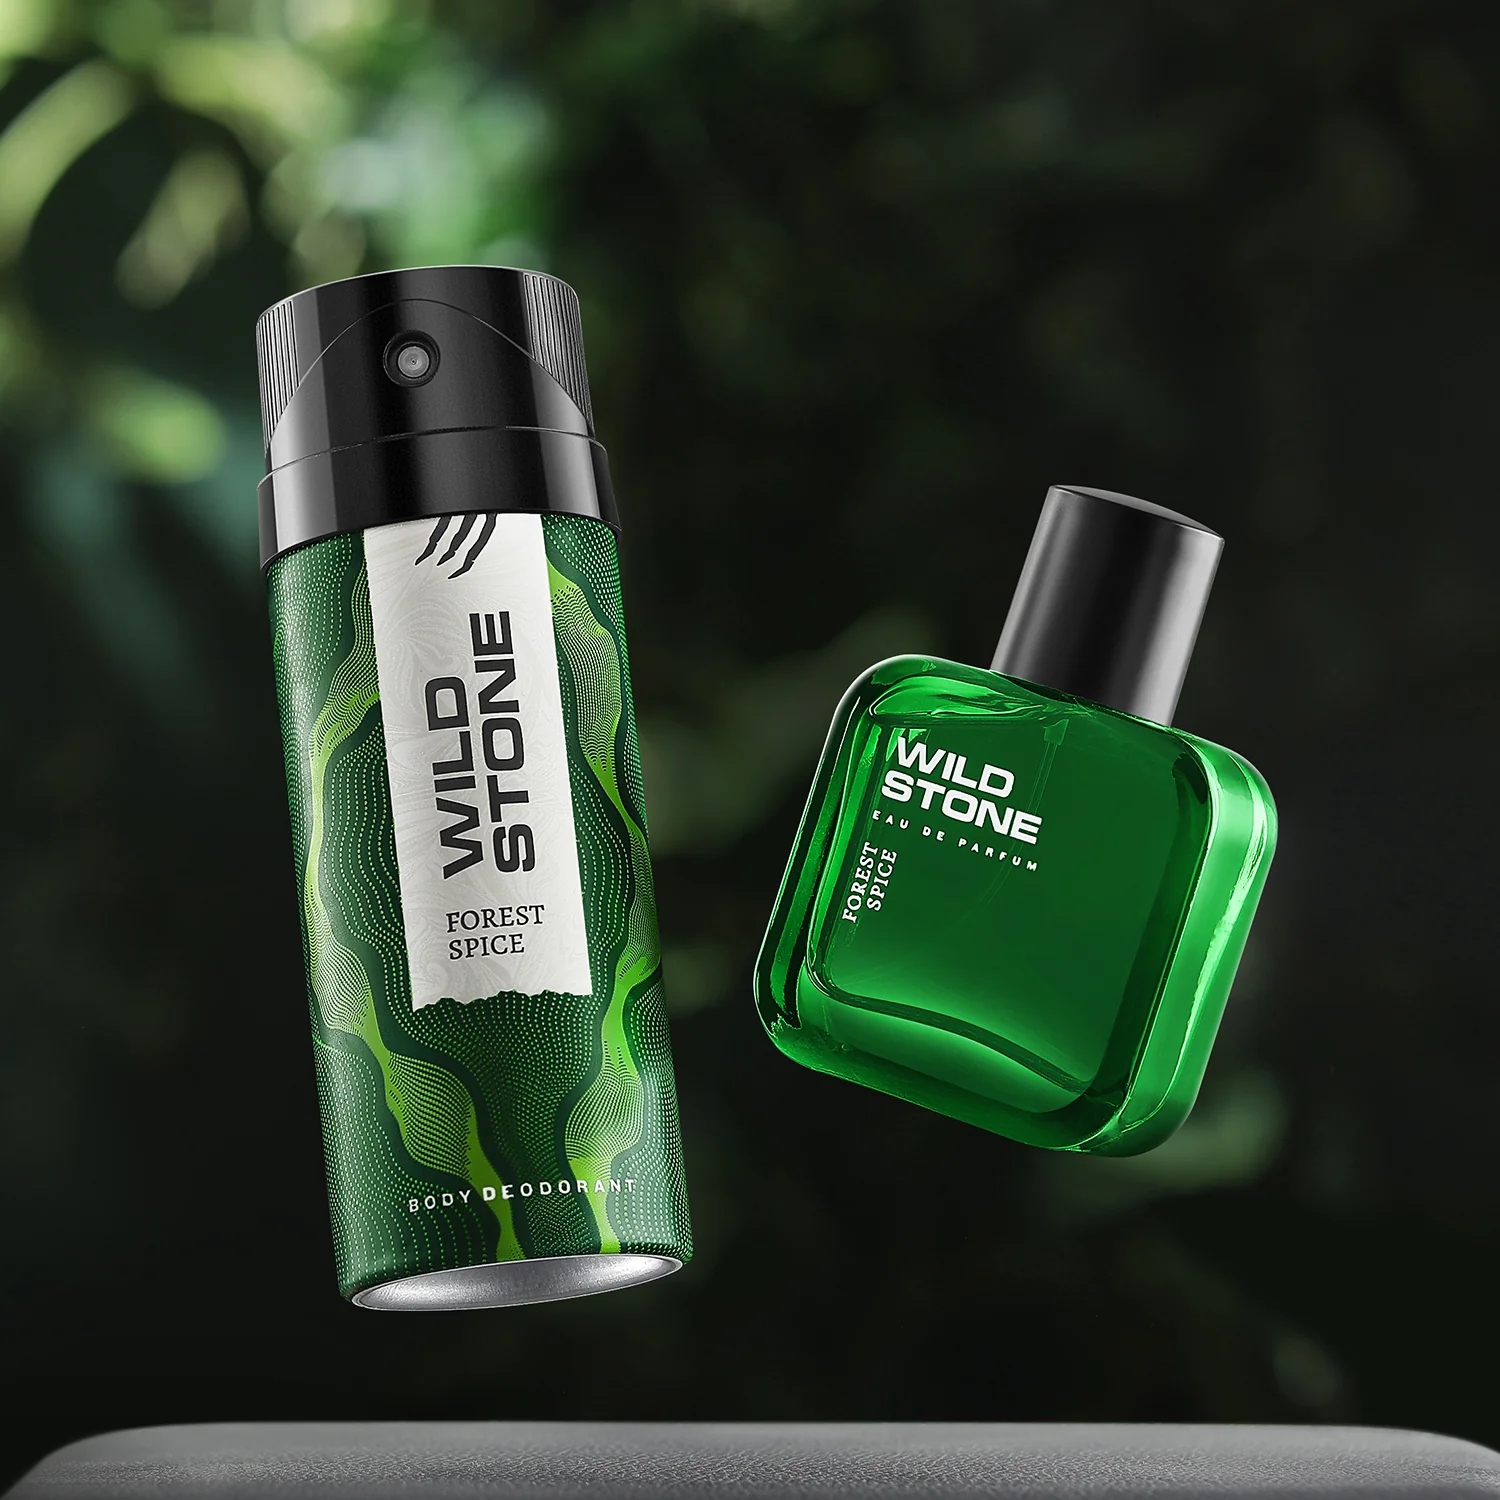 WILD
STONE
FOREST
SPICE
BODY DEODORANT
WILD
STONE
EAU DE PARFUM
FOREST
SPICE